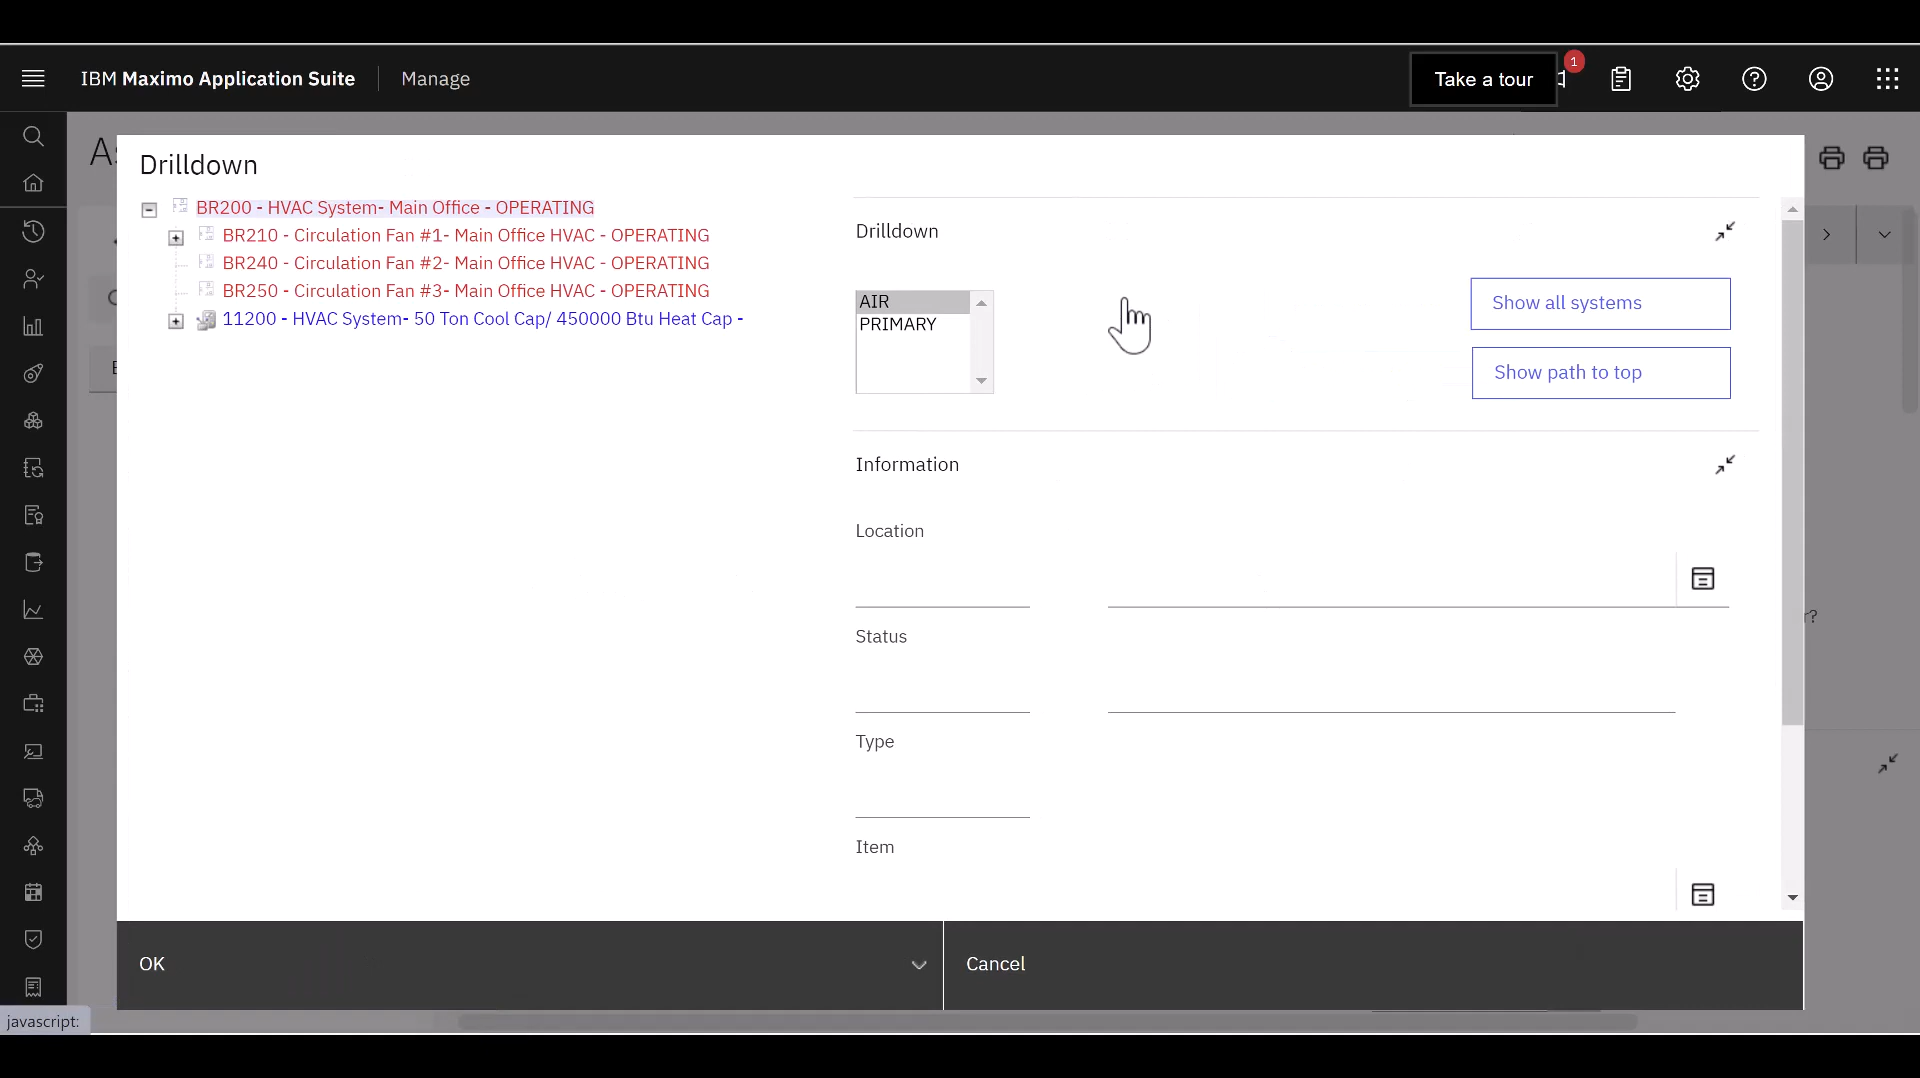 IBM Maximo Application Suite
Manage
Take a tour
1
As
Drilldown
BR200 - HVAC System- Main Office - OPERATING
BR210 - Circulation Fan #1- Main Office HVAC - OPERATING
BR240 - Circulation Fan #2- Main Office HVAC - OPERATING
BR250 - Circulation Fan #3- Main Office HVAC - OPERATING
11200 - HVAC System- 50 Ton Cool Cap/ 450000 Btu Heat Cap -
Drilldown
AIR
PRIMARY
Show all systems
Show path to top
Information
Location
Status
r?
Type
Item
OK
Cancel
javascript: